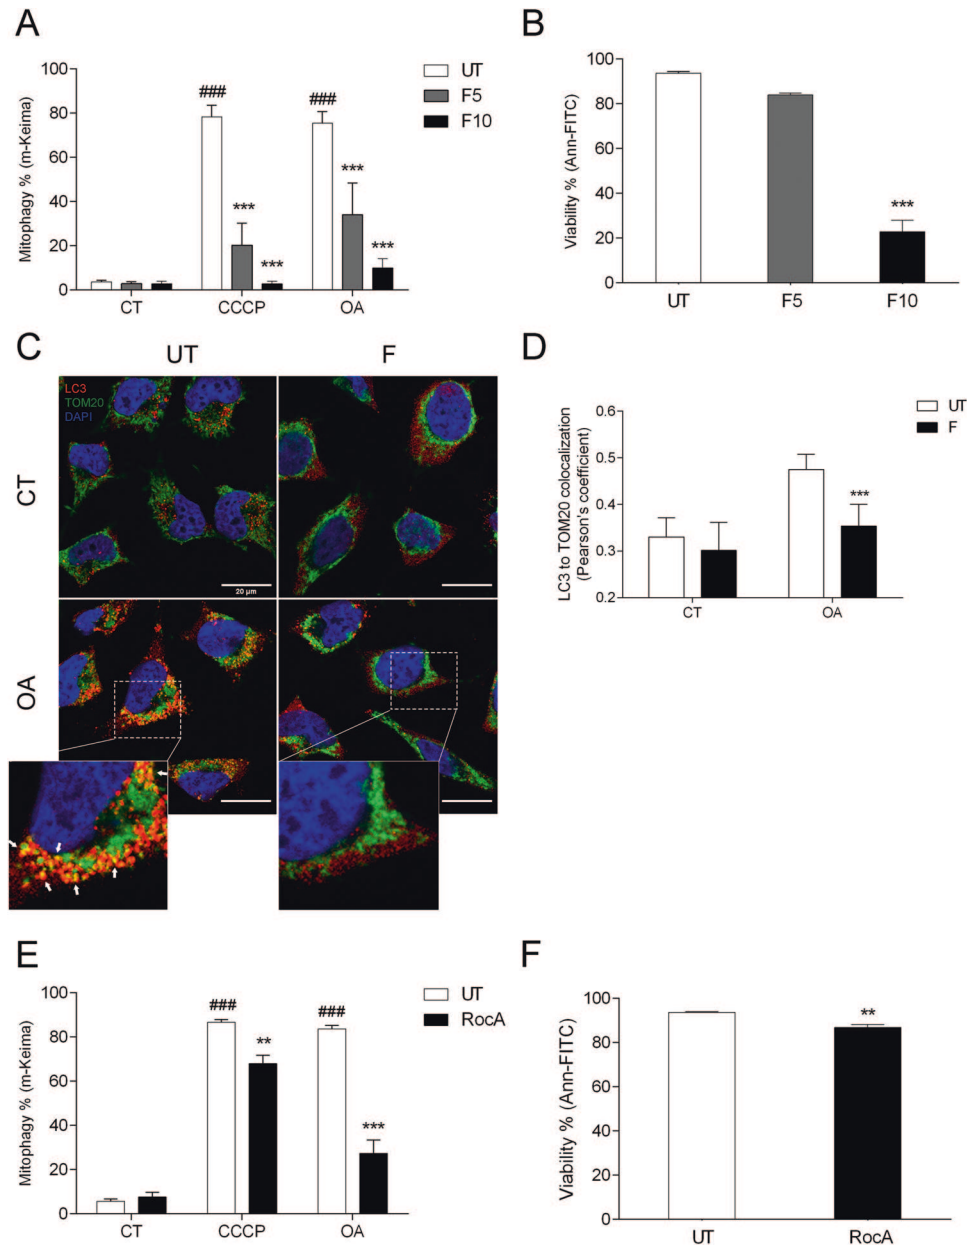 A
Mitophagy % (m-Keima)
100
80
60
40
20
0
###
###
***
***
***
***
CT
CCCP
OA
UT
F5
F10
B
Viability % (Ann-FITC)
100
80
60
40
20
0
***
UT
F5
F10
C
UT
F
CT
LC3
TOM20
DAPI
20 µm
OA
D
LC3 to TOM20 colocalization
(Pearson's coefficient)
0.6
0.5
0.4
0.3
0.2
***
CT
OA
UT
F
E
Mitophagy % (m-Keima)
100
80
60
40
20
0
###
###
**
***
CT
CCCP
OA
UT
RocA
F
Viability % (Ann-FITC)
100
80
60
40
20
0
**
UT
RocA